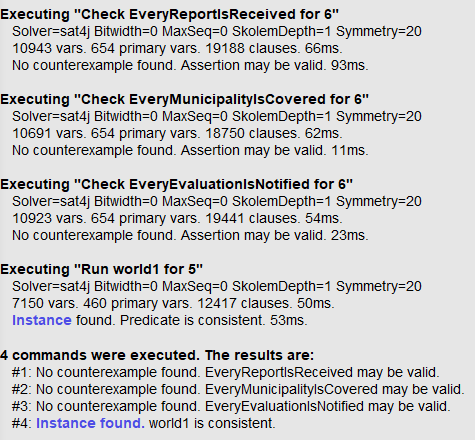 Executing "Check EveryReportIsReceived for 6"
Solver=sat4j Bitwidth=0 MaxSeq=0 SkolemDepth=1 Symmetry=20
10943 vars. 654 primary vars. 19188 clauses. 66ms.
No counterexample found. Assertion may be valid. 93ms.
Executing "Check EveryMunicipalityIsCovered for 6"
Solver=sat4j Bitwidth=0 MaxSeq=0 SkolemDepth=1 Symmetry=20
10691 vars. 654 primary vars. 18750 clauses. 62ms.
No counterexample found. Assertion may be valid. 11ms.
Executing "Check EveryEvaluationIsNotified for 6"
Solver=sat4j Bitwidth=0 MaxSeq=0 SkolemDepth=1 Symmetry=20
10923 vars. 654 primary vars. 19441 clauses. 54ms.
No counterexample found. Assertion may be valid. 23ms.
Executing "Run world1 for 5"
Solver=sat4j Bitwidth=0 MaxSeq=0 SkolemDepth=1 Symmetry=20
7150 vars. 460 primary vars. 12417 clauses. 50ms.
Instance found. Predicate is consistent. 53ms.
4 commands were executed. The results are:
#1: No counterexample found. EveryReportIsReceived may be valid.
#2: No counterexample found. EveryMunicipalityIsCovered may be valid.
#3: No counterexample found. EveryEvaluationIsNotified may be valid.
#4: Instance found. world1 is consistent.